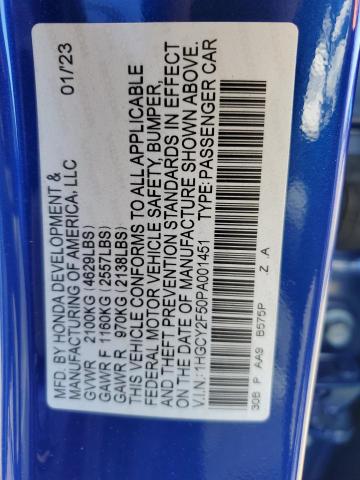 MFD. BY HONDA DEVELOPMENT & 01/'23
MANUFACTURING OF AMERICA, LLC
GVWR 2100KG (4629LBS)
GAWR F 1160KG (2557LBS)
GAWR R 970KG (2138LBS)
THIS VEHICLE CONFORMS TO ALL APPLICABLE
FEDERAL MOTOR VEHICLE SAFETY, BUMPER,
AND THEFT PREVENTION STANDARDS IN EFFECT
ON THE DATE OF MANUFACTURE SHOWN ABOVE.
V.I.N.: 1HGCY2F50PA001451 TYPE: PASSENGER CAR
30B P AA9 B575P Z A